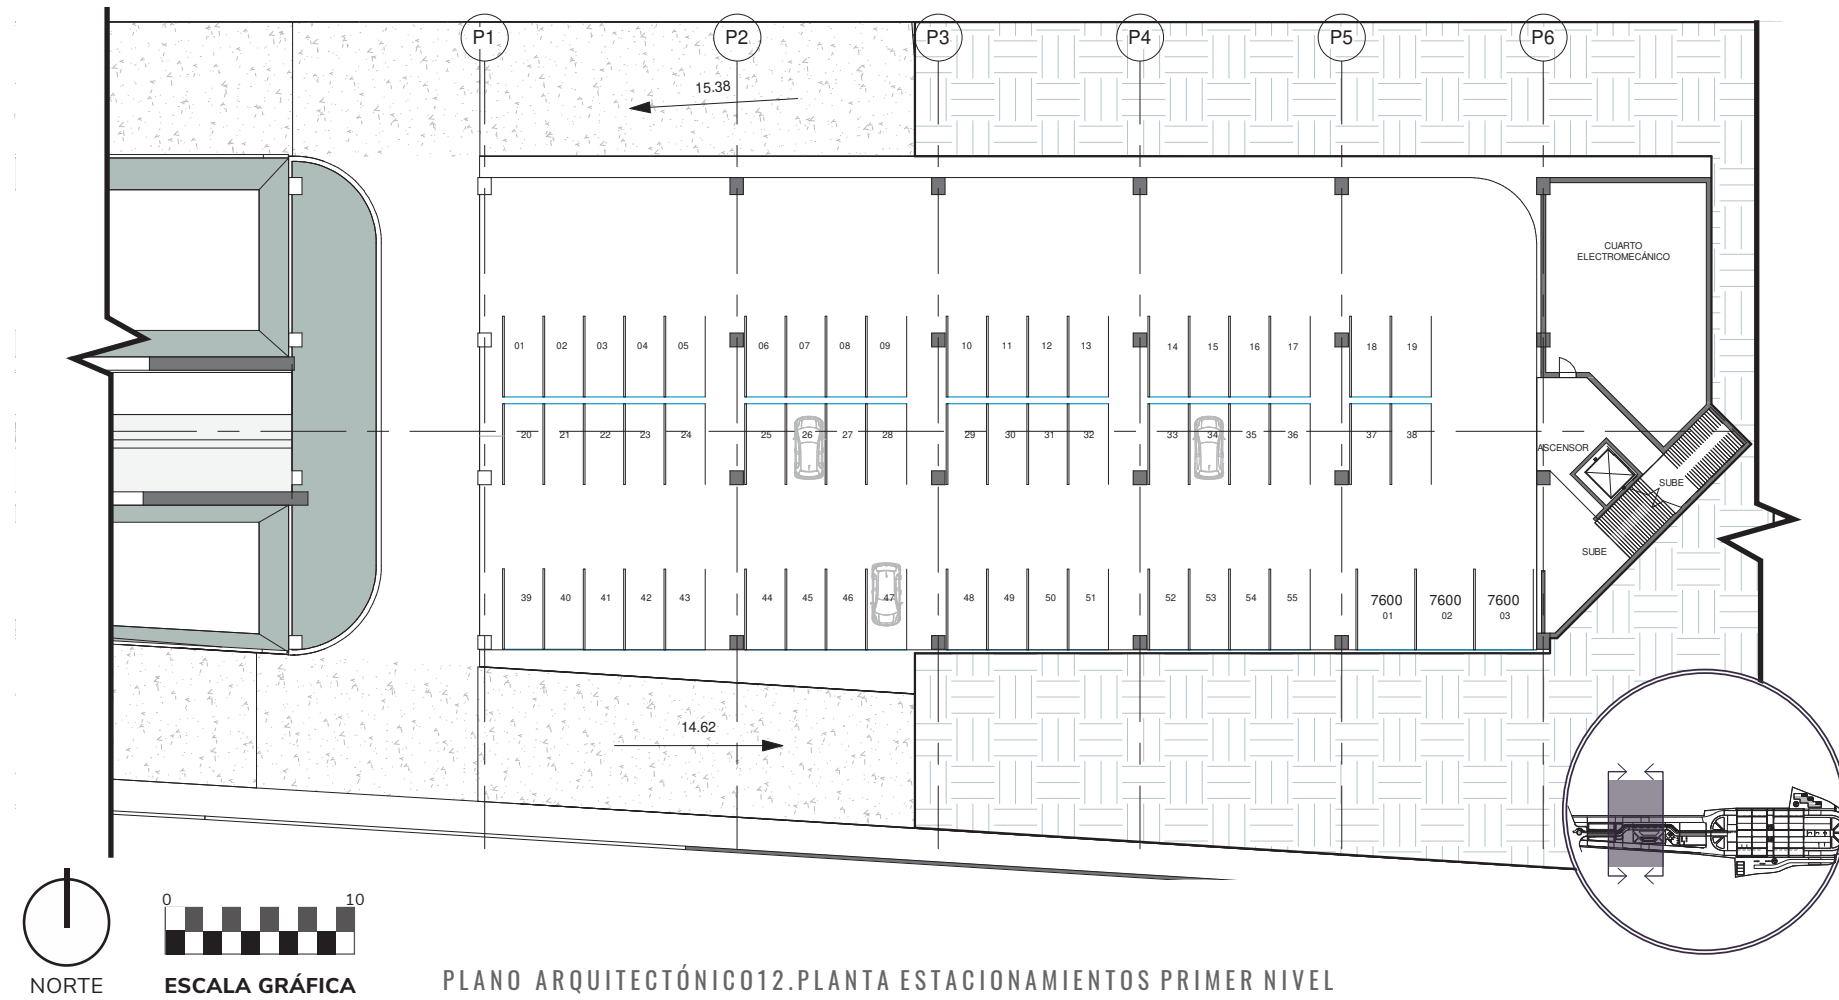 P1 P2 P3 P4 P5 P6
15.38
CUARTO
ELECTROMECÁNICO
01 02 03 04 05 06 07 08 09 10 11 12 13 14 15 16 17 18 19
20 21 22 23 24 25 26 27 28 29 30 31 32 33 34 35 36 37 38
ASCENSOR
SUBE
SUBE
39 40 41 42 43 44 45 46 47 48 49 50 51 52 53 54 55
7600 7600 7600
01 02 03
14.62
0 10
NORTE
ESCALA GRÁFICA
PLANO ARQUITECTÓNICO12.PLANTA ESTACIONAMIENTOS PRIMER NIVEL